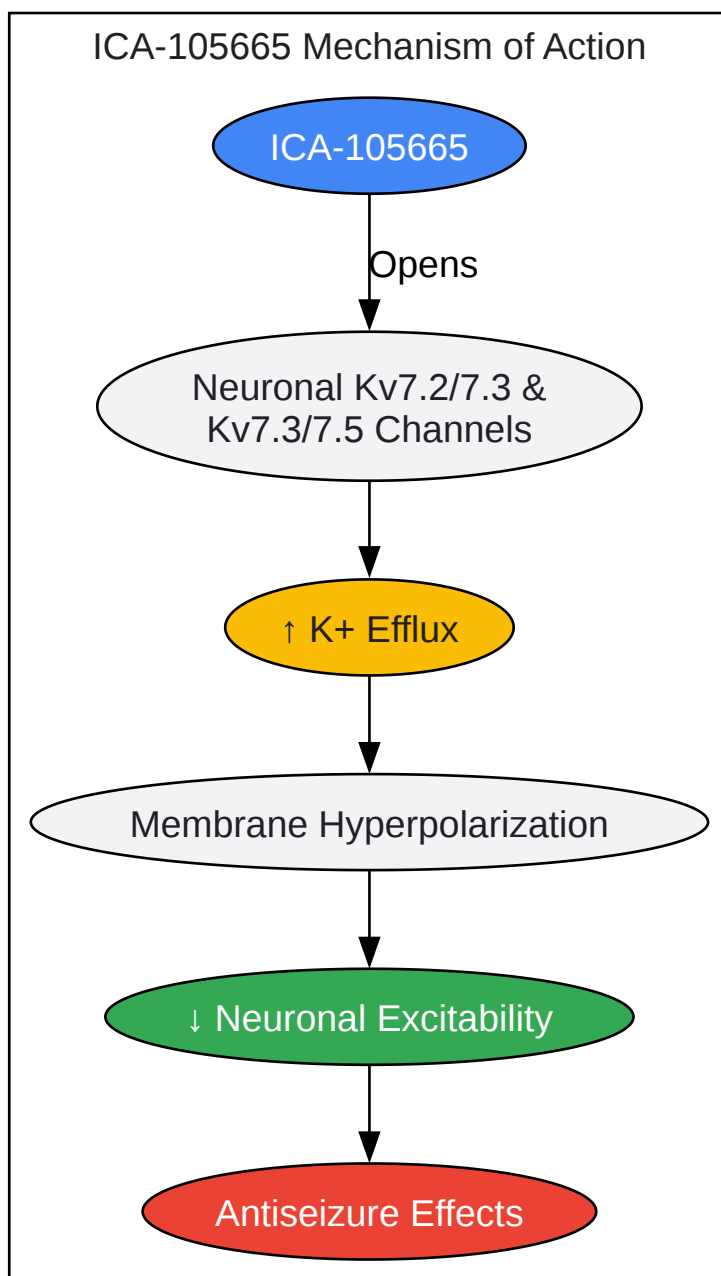 ICA-105665 Mechanism of Action
ICA-105665
Opens
Neuronal Kv7.2/7.3 &
Kv7.3/7.5 Channels
↑ K+ Efflux
Membrane Hyperpolarization
↓ Neuronal Excitability
Antiseizure Effects